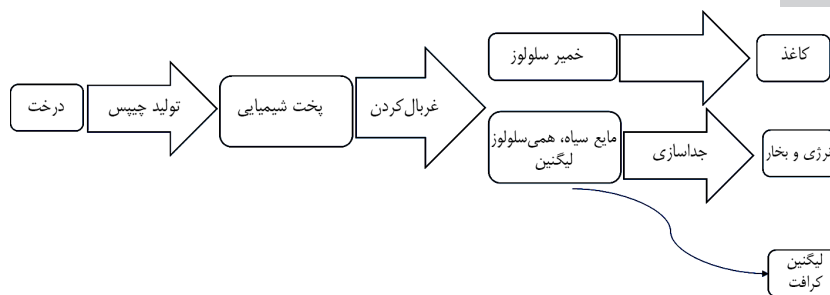 درخت
تولید چیپس
پخت شیمیایی
غربال‌کردن
خمیر سلولوز
کاغذ
مایع سیاه، همی‌سلولوز
لیگنین
جداسازی
نرژی و بخار
لیگنین
کرافت